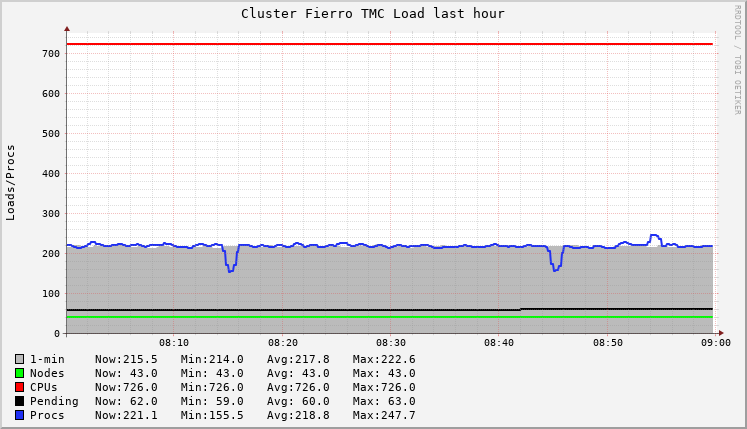 Cluster Fierro TMC Load last hour
RRDTOOL / TOBI OETIKER
Loads/Procs
700
600
500
400
300
200
100
0
08:10 08:20 08:30 08:40 08:50 09:00
1-min Now:215.5 Min:214.0 Avg:217.8 Max:222.6
Nodes Now: 43.0 Min: 43.0 Avg: 43.0 Max: 43.0
CPUs Now:726.0 Min:726.0 Avg:726.0 Max:726.0
Pending Now: 62.0 Min: 59.0 Avg: 60.0 Max: 63.0
Procs Now:221.1 Min:155.5 Avg:218.8 Max:247.7